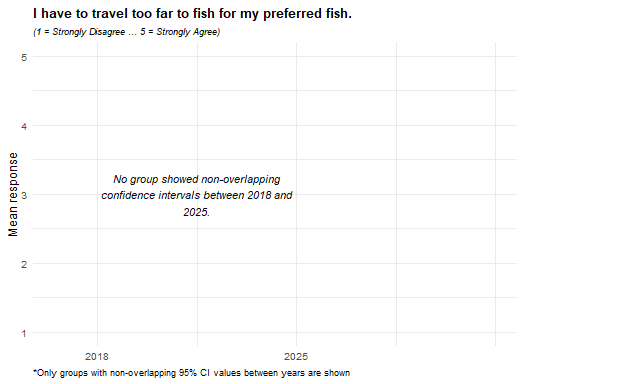 I have to travel too far to fish for my preferred fish.
(1 = Strongly Disagree ... 5 = Strongly Agree)
5
4
3
2
1
Mean response
No group showed non-overlapping
confidence intervals between 2018 and
2025.
2018
2025
*Only groups with non-overlapping 95% CI values between years are shown